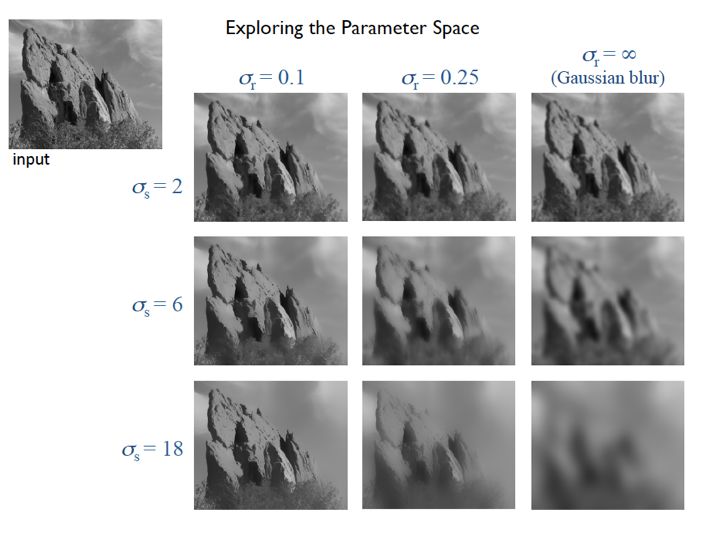 Exploring the Parameter Space
input
σr = 0.1
σr = 0.25
σr = ∞
(Gaussian blur)
σs = 2
σs = 6
σs = 18